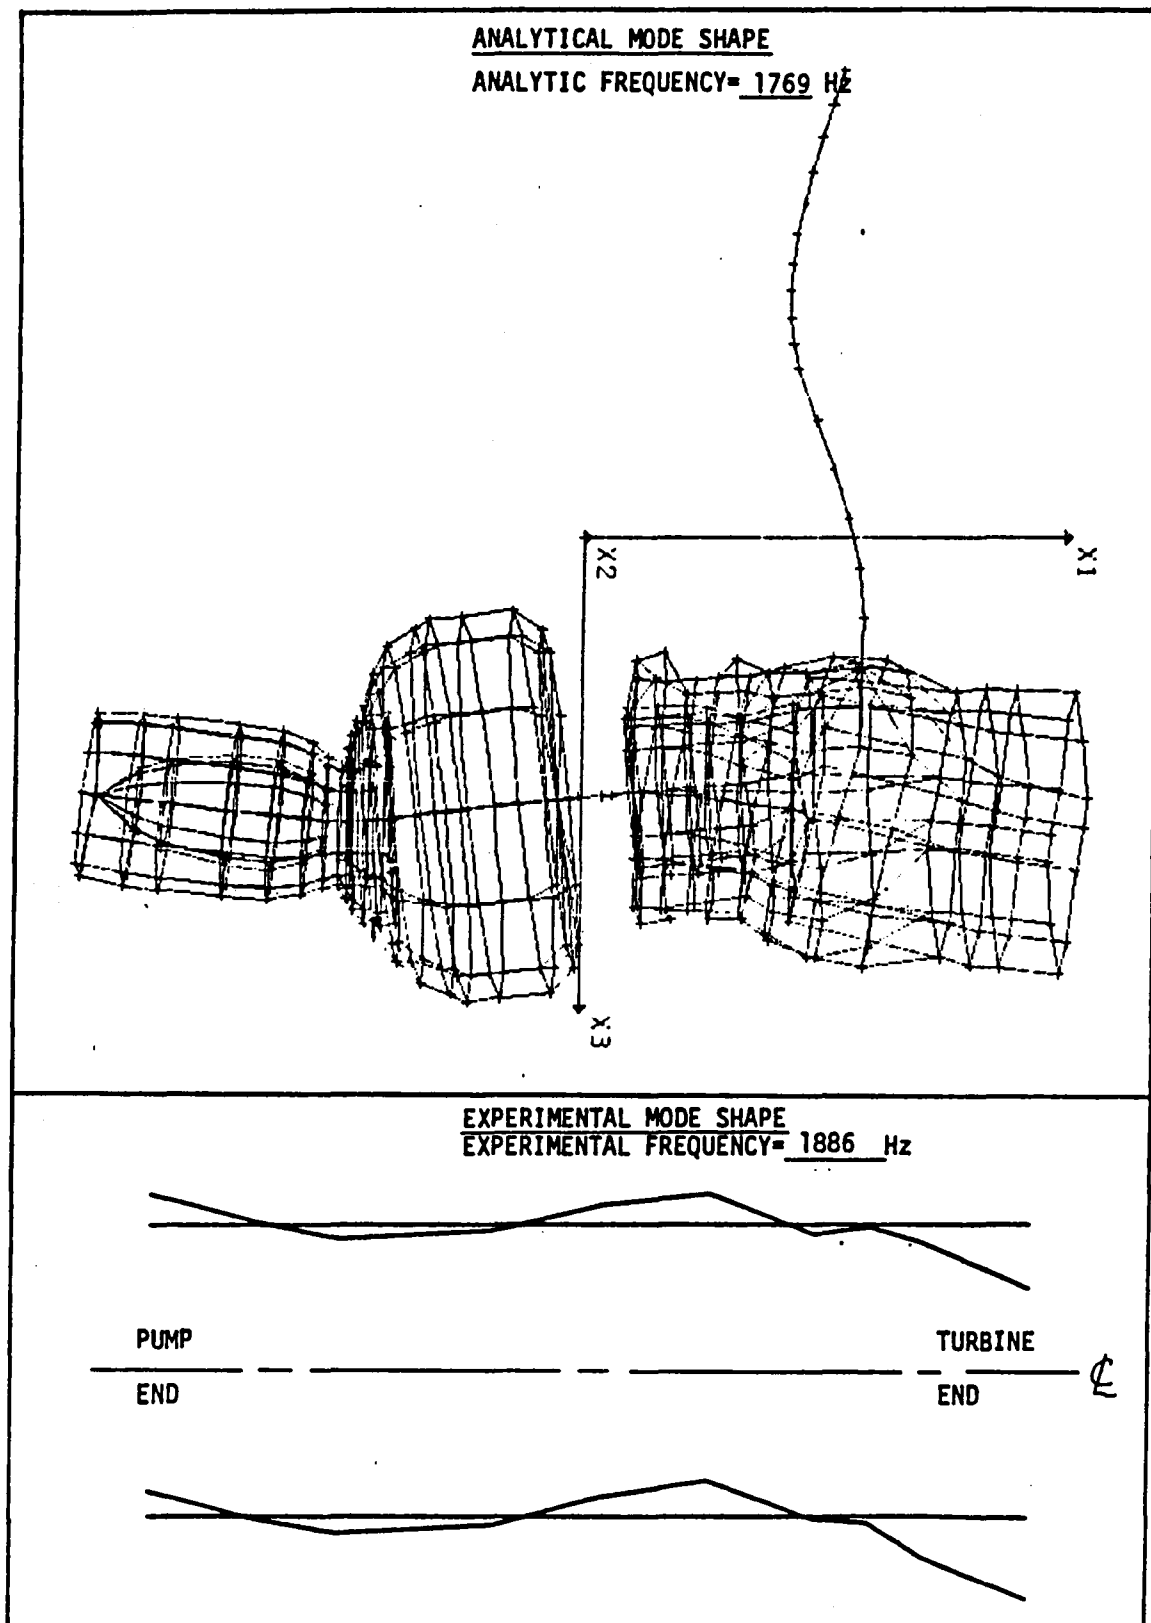 ANALYTICAL MODE SHAPE
ANALYTIC FREQUENCY= 1769 Hz
X2
X1
X3
EXPERIMENTAL MODE SHAPE
EXPERIMENTAL FREQUENCY= 1886 Hz
PUMP
TURBINE
℄
END
END